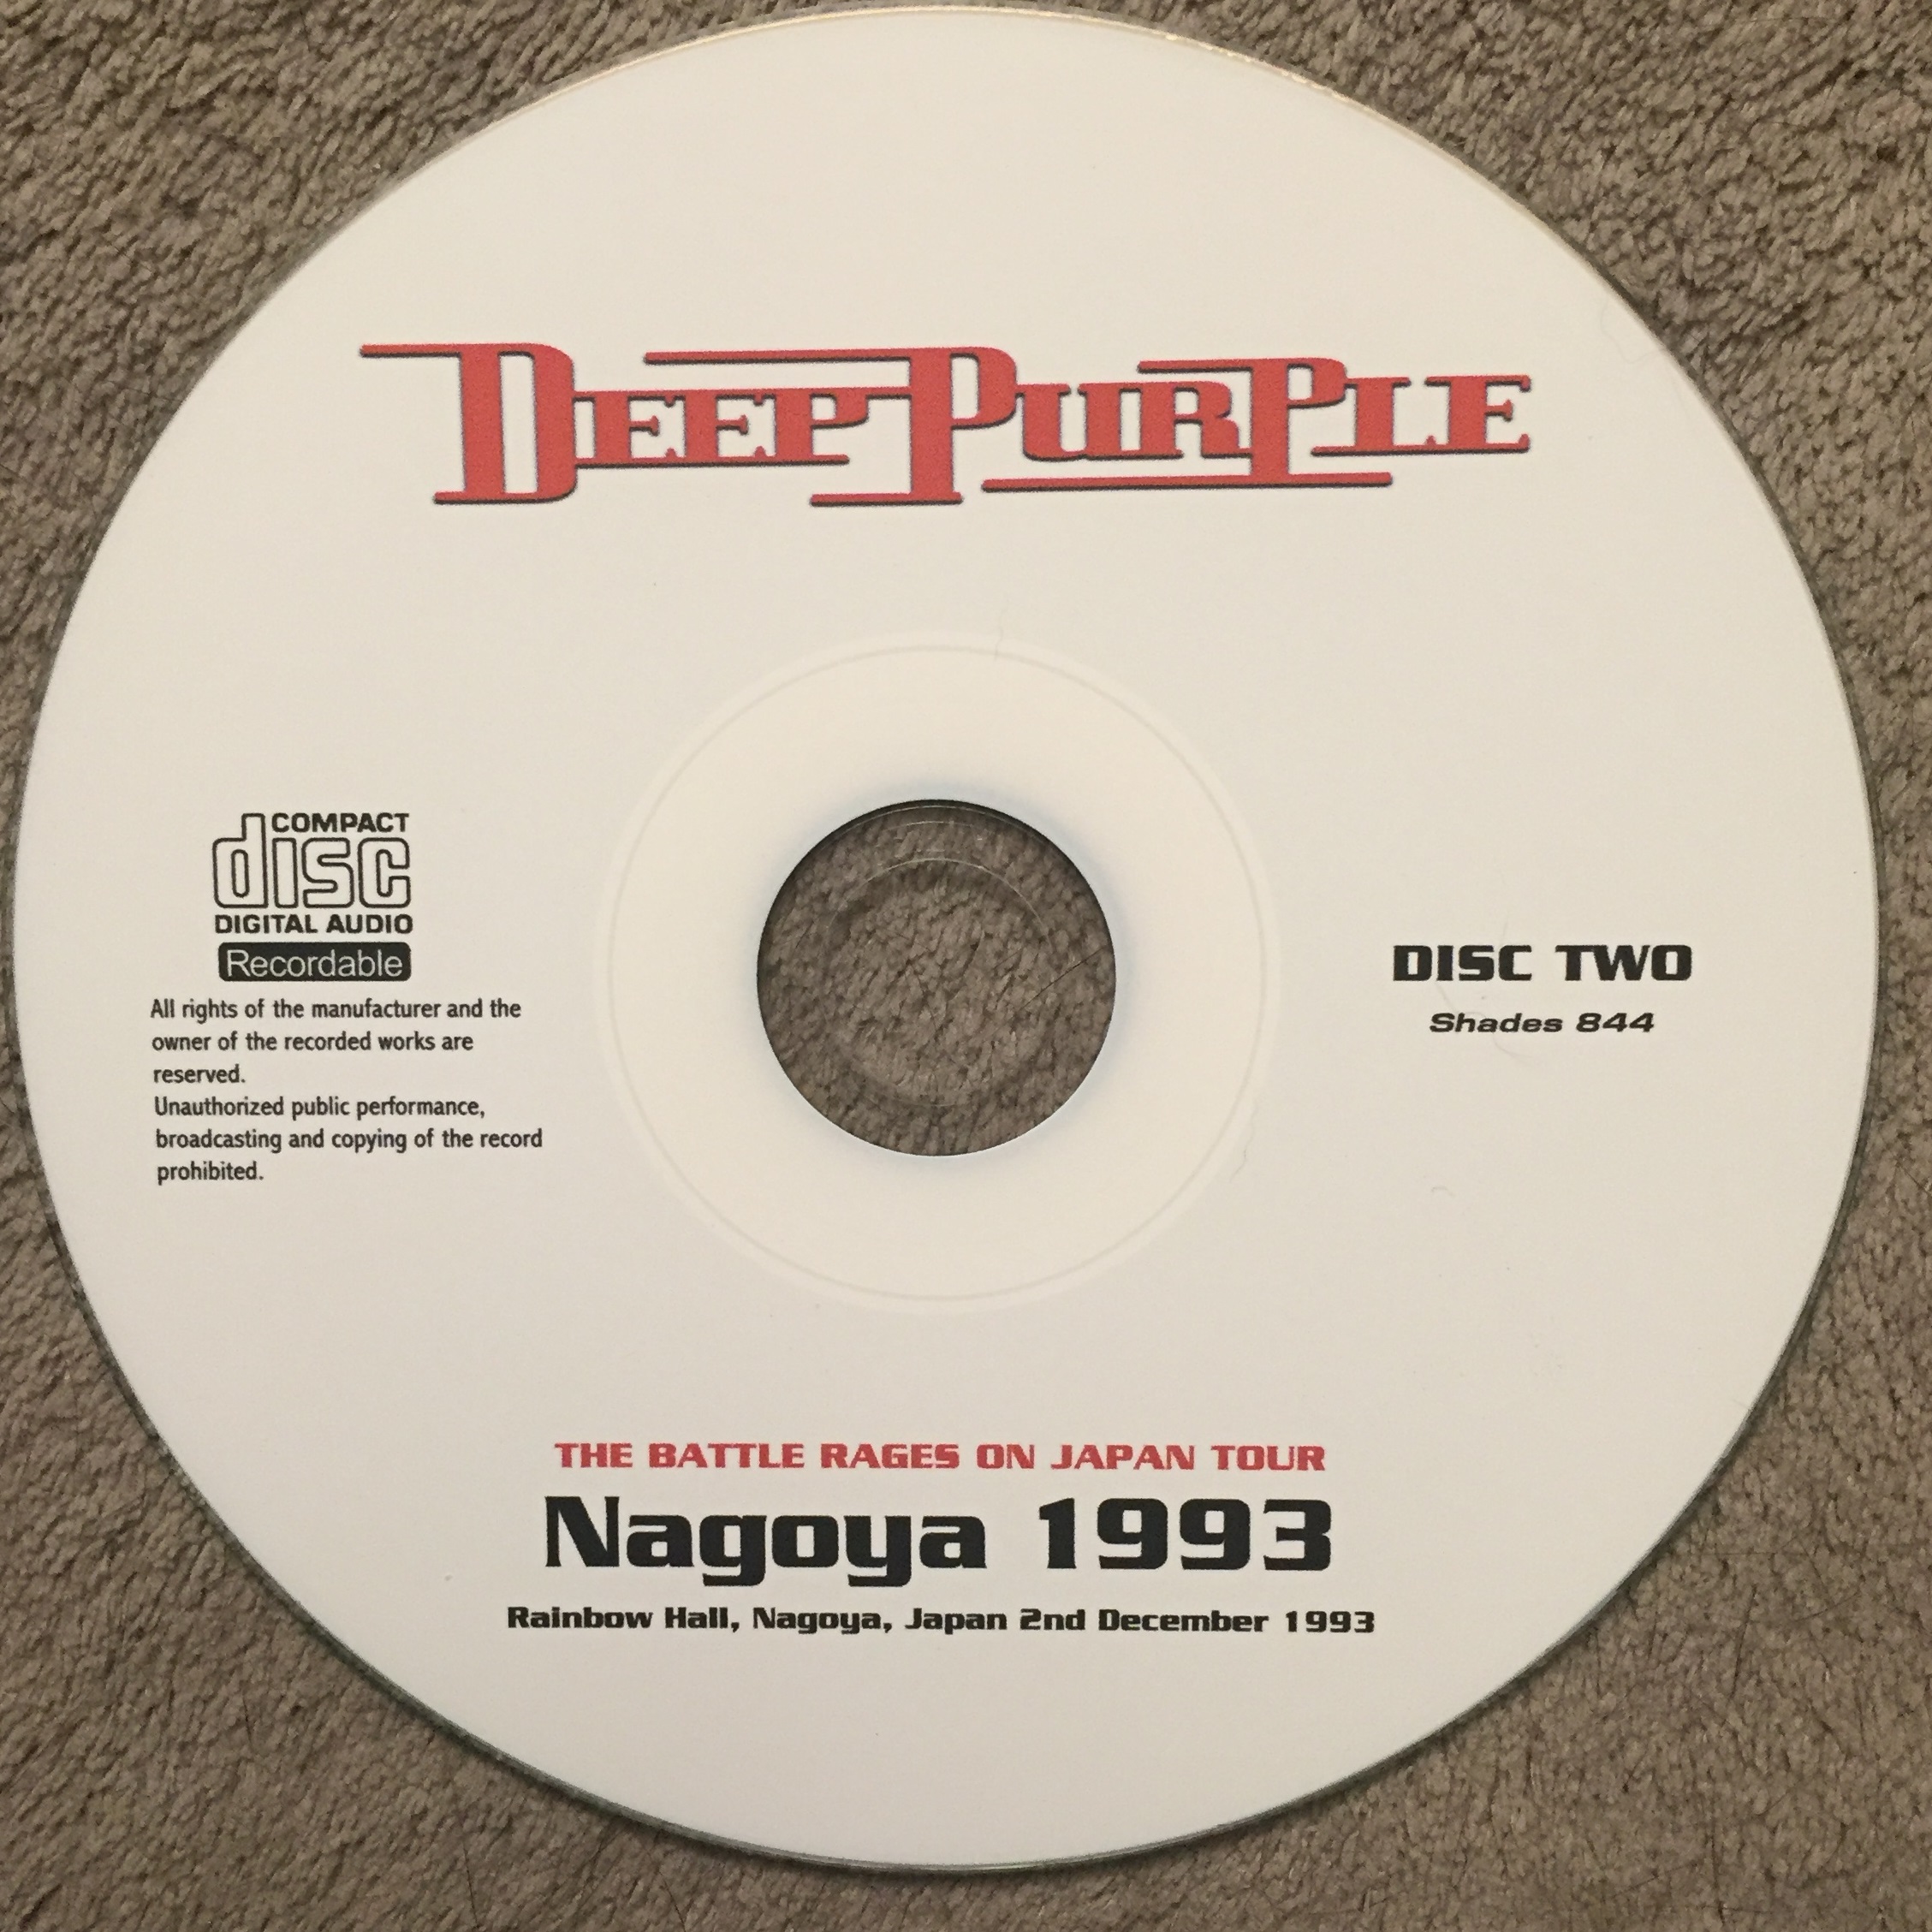 DEEP PURPLE
COMPACT
disc
DIGITAL AUDIO
Recordable
All rights of the manufacturer and the
owner of the recorded works are
reserved.
Unauthorized public performance,
broadcasting and copying of the record
prohibited.
DISC TWO
Shades 844
THE BATTLE RAGES ON JAPAN TOUR
Nagoya 1993
Rainbow Hall, Nagoya, Japan 2nd December 1993